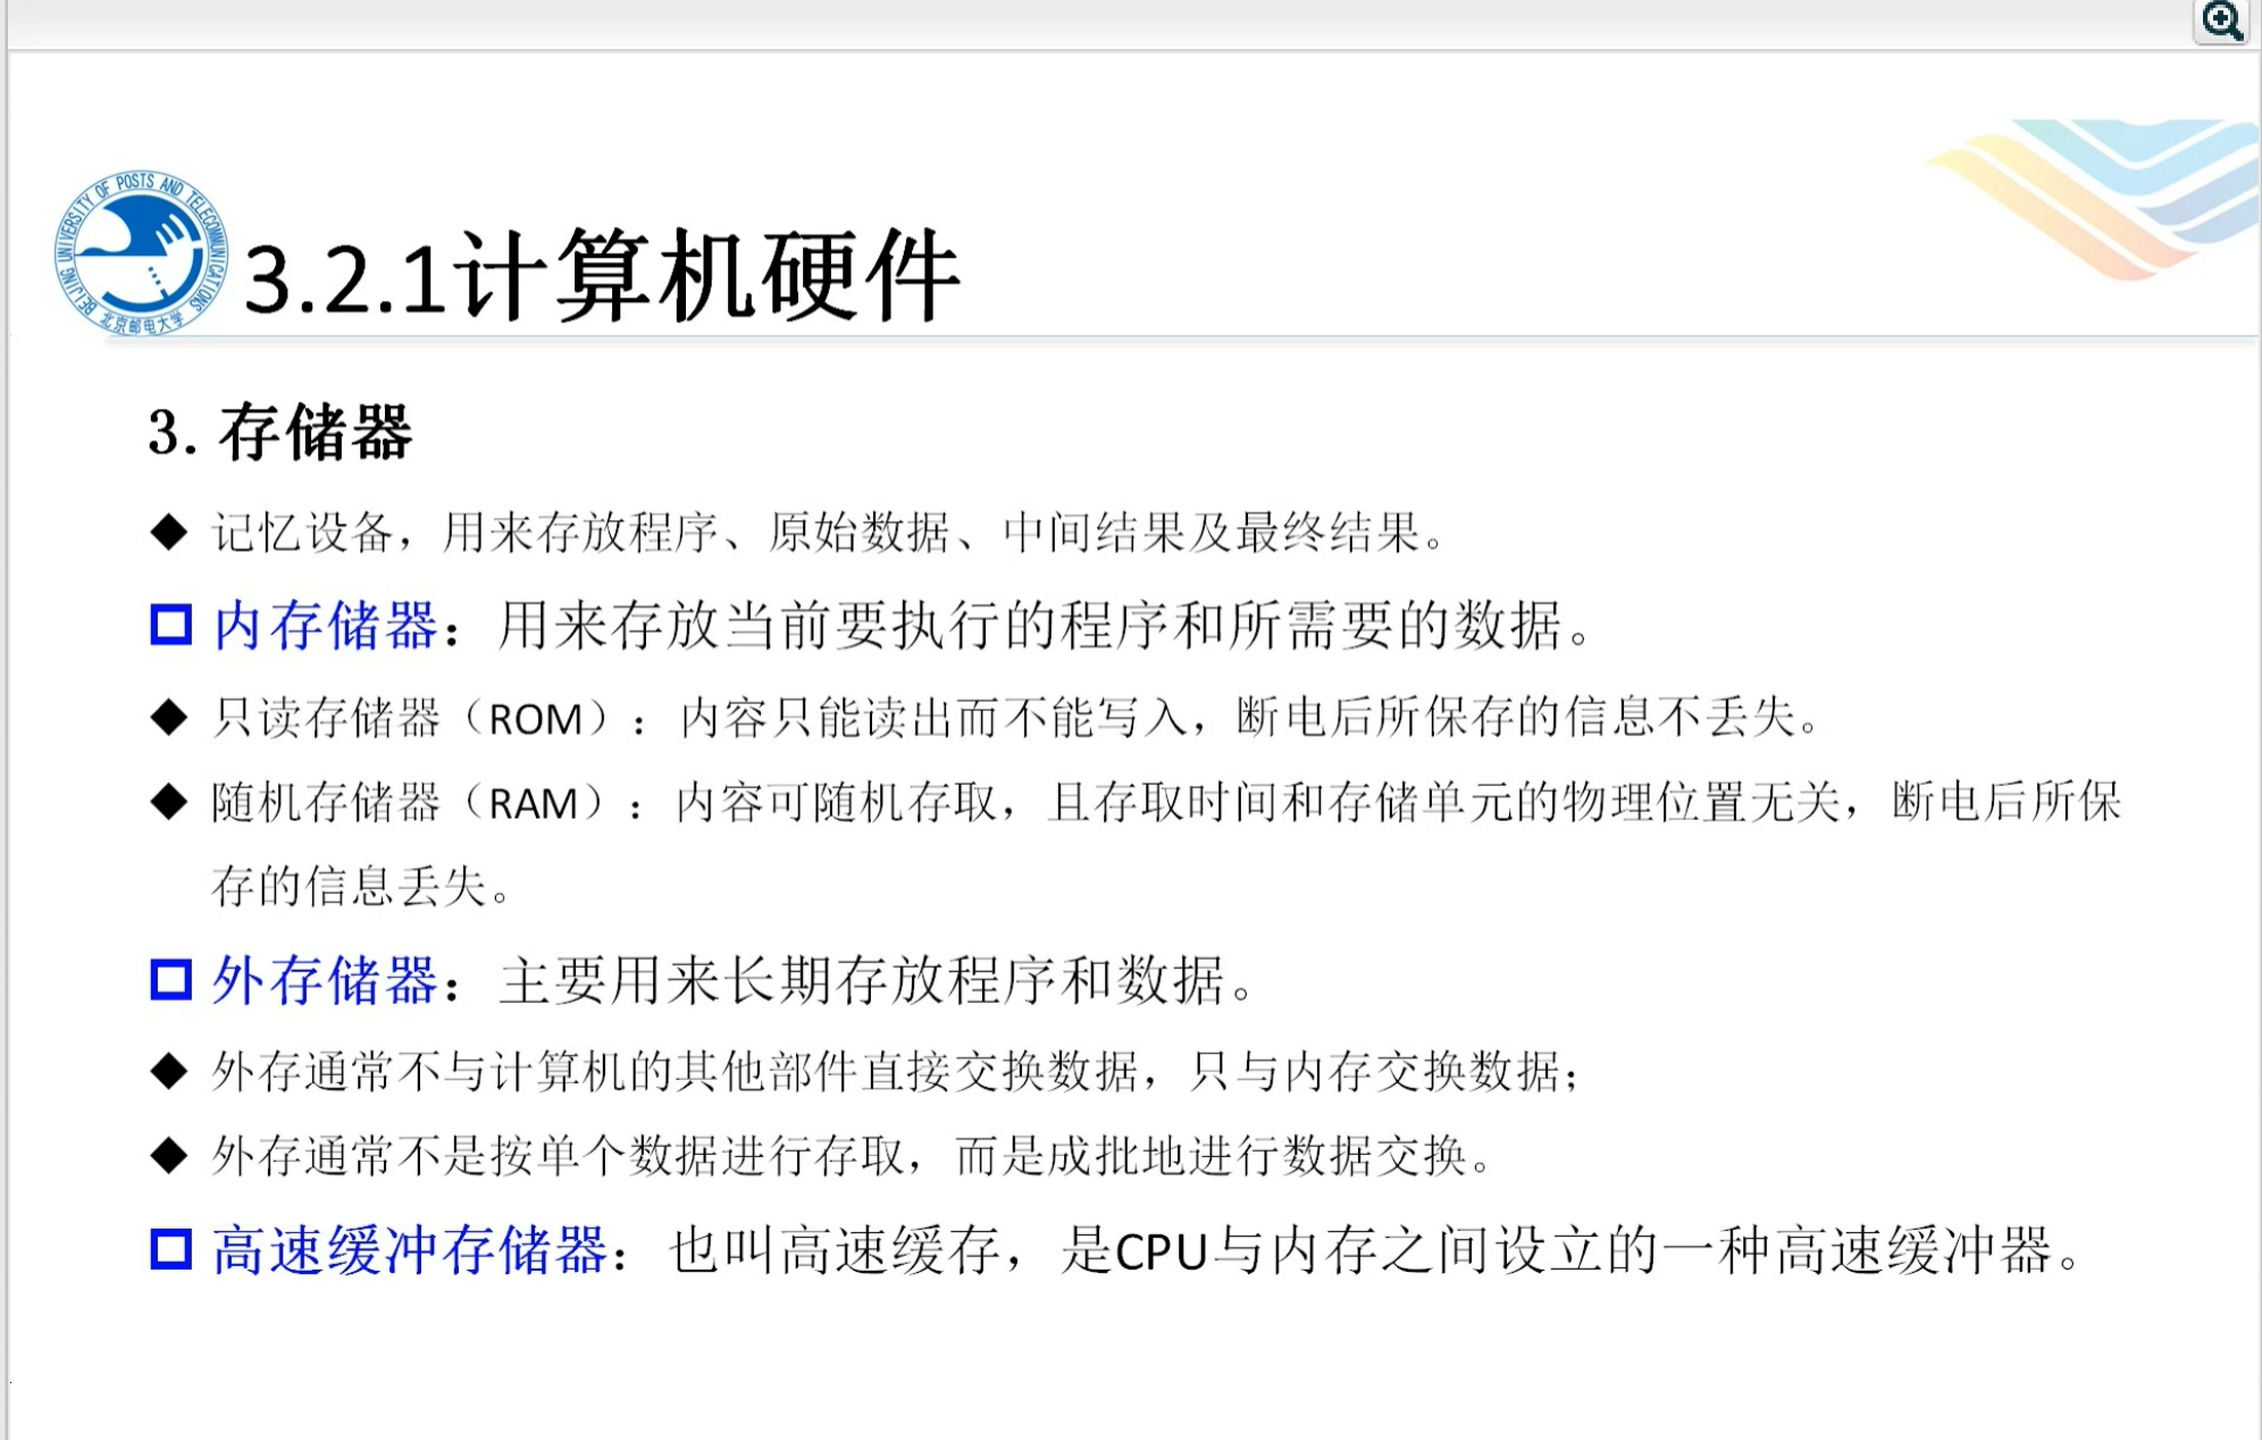 BEIJING UNIVERSITY OF POSTS AND TELECOMMUNICATIONS
北京邮电大学
3.2.1计算机硬件
3. 存储器
◆ 记忆设备，用来存放程序、原始数据、中间结果及最终结果。
内存储器：用来存放当前要执行的程序和所需要的数据。
◆ 只读存储器（ROM）：内容只能读出而不能写入，断电后所保存的信息不丢失。
◆ 随机存储器（RAM）：内容可随机存取，且存取时间和存储单元的物理位置无关，断电后所保
存的信息丢失。
外存储器：主要用来长期存放程序和数据。
◆ 外存通常不与计算机的其他部件直接交换数据，只与内存交换数据；
◆ 外存通常不是按单个数据进行存取，而是成批地进行数据交换。
高速缓冲存储器：也叫高速缓存，是CPU与内存之间设立的一种高速缓冲器。